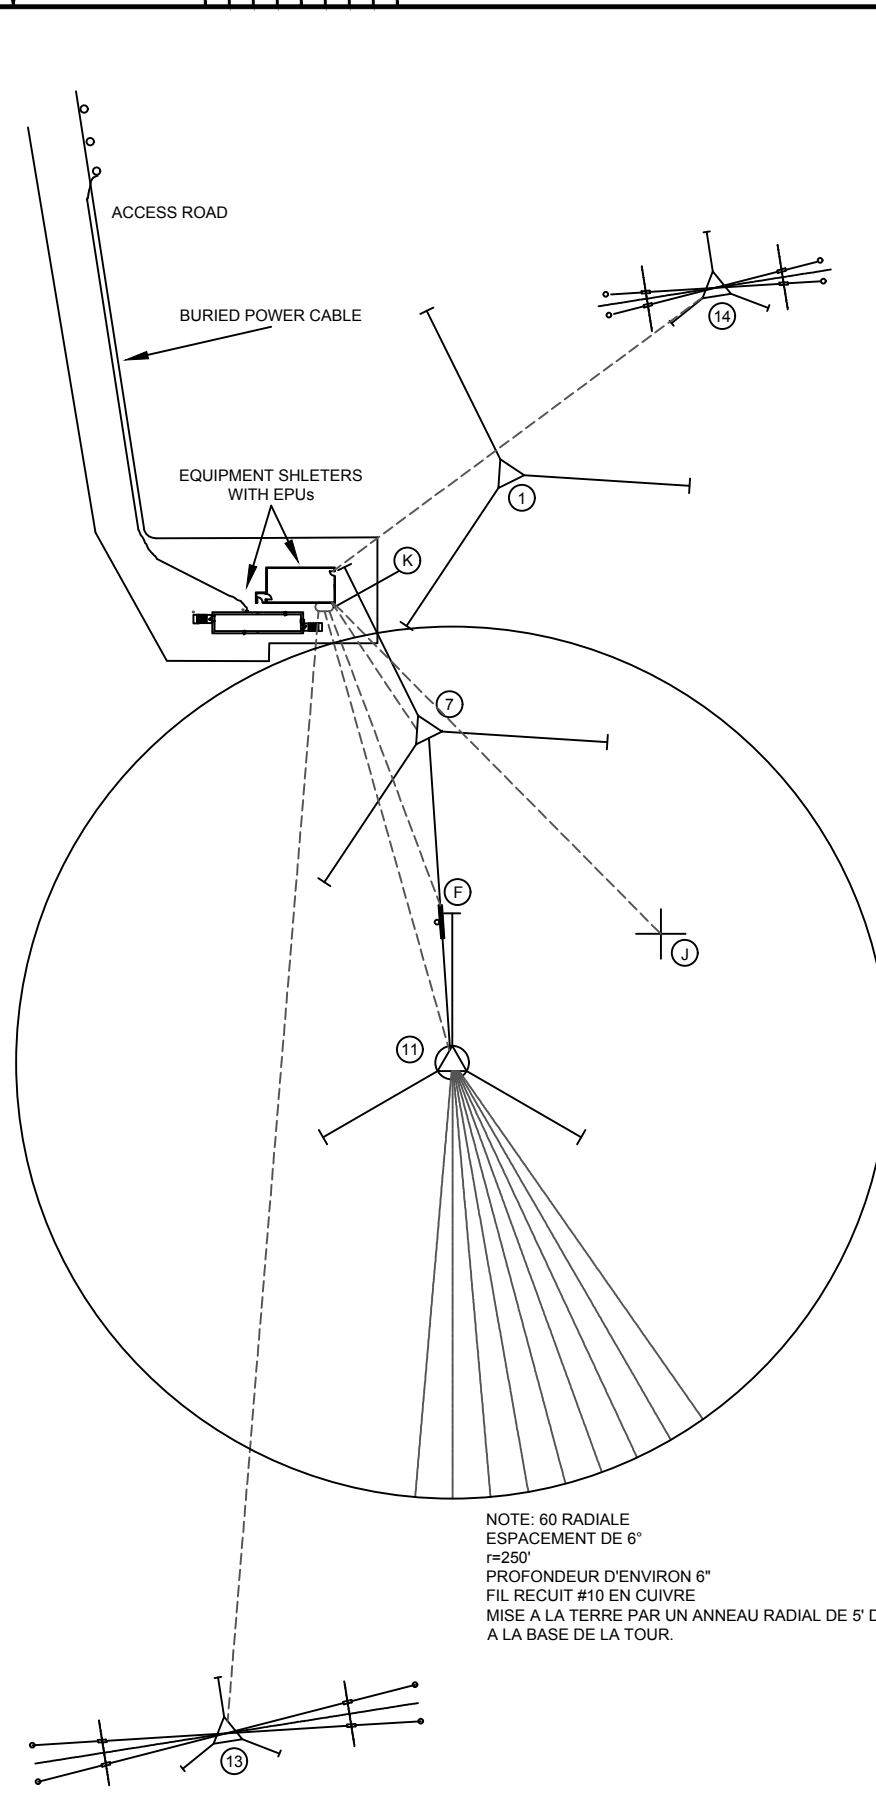 ACCESS ROAD
BURIED POWER CABLE
14
EQUIPMENT SHLETERS
WITH EPUs
1
K
7
F
J
11
NOTE: 60 RADIALE
ESPACEMENT DE 6°
r=250'
PROFONDEUR D'ENVIRON 6"
FIL RECUIT #10 EN CUIVRE
MISE A LA TERRE PAR UN ANNEAU RADIAL DE 5'
A LA BASE DE LA TOUR.
13